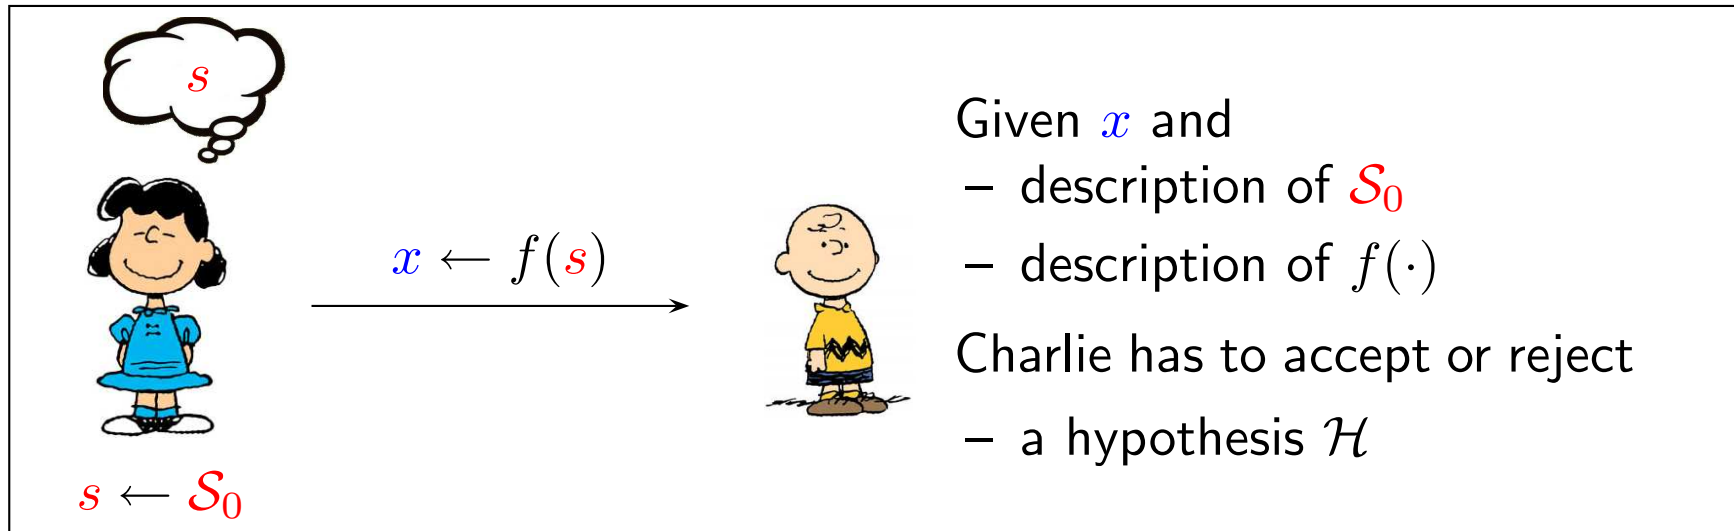 s
s ← S₀
x ← f(s)
Given x and
– description of S₀
– description of f(·)
Charlie has to accept or reject
– a hypothesis ℋ